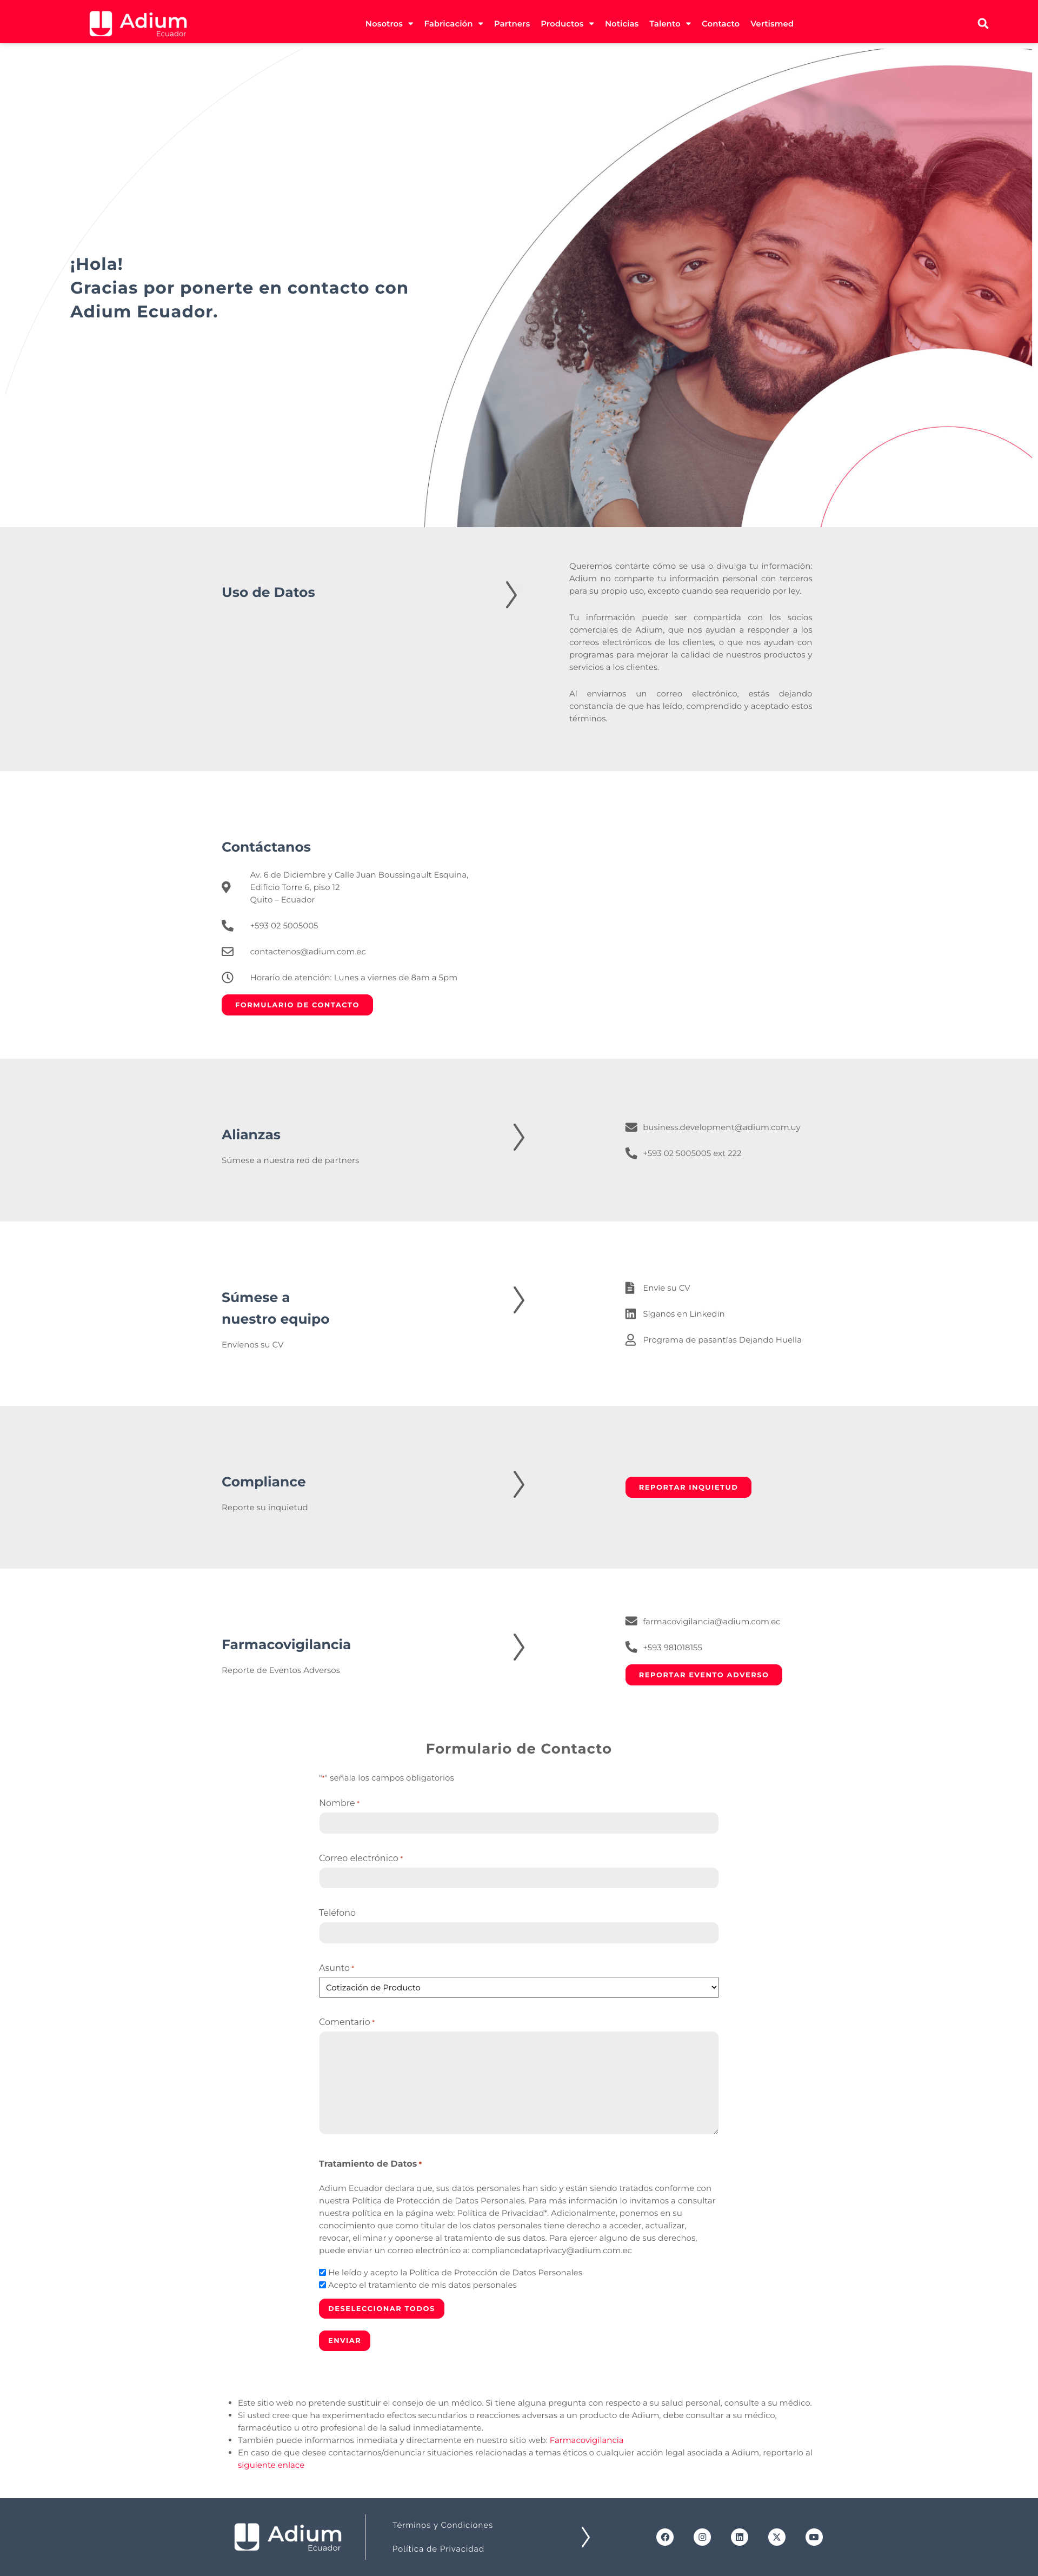 Adium
Ecuador
Nosotros
Fabricación
Partners
Productos
Noticias
Talento
Contacto
Vertismed
¡Hola!
Gracias por ponerte en contacto con
Adium Ecuador.
Uso de Datos
Queremos contarte cómo se usa o divulga tu información:
Adium no comparte tu información personal con terceros
para su propio uso, excepto cuando sea requerido por ley.
Tu información puede ser compartida con los socios
comerciales de Adium, que nos ayudan a responder a los
correos electrónicos de los clientes, o que nos ayudan con
programas para mejorar la calidad de nuestros productos y
servicios a los clientes.
Al enviarnos un correo electrónico, estás dejando
constancia de que has leído, comprendido y aceptado estos
términos.
Contáctanos
Av. 6 de Diciembre y Calle Juan Boussingault Esquina,
Edificio Torre 6, piso 12
Quito – Ecuador
+593 02 5005005
contactenos@adium.com.ec
Horario de atención: Lunes a viernes de 8am a 5pm
FORMULARIO DE CONTACTO
Alianzas
Súmese a nuestra red de partners
business.development@adium.com.uy
+593 02 5005005 ext 222
Súmese a
nuestro equipo
Envíenos su CV
Envíe su CV
Síganos en Linkedin
Programa de pasantías Dejando Huella
Compliance
Reporte su inquietud
REPORTAR INQUIETUD
Farmacovigilancia
Reporte de Eventos Adversos
farmacovigilancia@adium.com.ec
+593 981018155
REPORTAR EVENTO ADVERSO
Formulario de Contacto
"*" señala los campos obligatorios
Nombre *
Correo electrónico *
Teléfono
Asunto *
Cotización de Producto
Comentario *
Tratamiento de Datos *
Adium Ecuador declara que, sus datos personales han sido y están siendo tratados conforme con
nuestra Política de Protección de Datos Personales. Para más información lo invitamos a consultar
nuestra política en la página web: Política de Privacidad*. Adicionalmente, ponemos en su
conocimiento que como titular de los datos personales tiene derecho a acceder, actualizar,
revocar, eliminar y oponerse al tratamiento de sus datos. Para ejercer alguno de sus derechos,
puede enviar un correo electrónico a: compliancedataprivacy@adium.com.ec
He leído y acepto la Política de Protección de Datos Personales
Acepto el tratamiento de mis datos personales
DESELECCIONAR TODOS
ENVIAR
• Este sitio web no pretende sustituir el consejo de un médico. Si tiene alguna pregunta con respecto a su salud personal, consulte a su médico.
• Si usted cree que ha experimentado efectos secundarios o reacciones adversas a un producto de Adium, debe consultar a su médico,
farmacéutico u otro profesional de la salud inmediatamente.
• También puede informarnos inmediata y directamente en nuestro sitio web: Farmacovigilancia
• En caso de que desee contactarnos/denunciar situaciones relacionadas a temas éticos o cualquier acción legal asociada a Adium, reportarlo al
siguiente enlace
Adium
Ecuador
Términos y Condiciones
Política de Privacidad